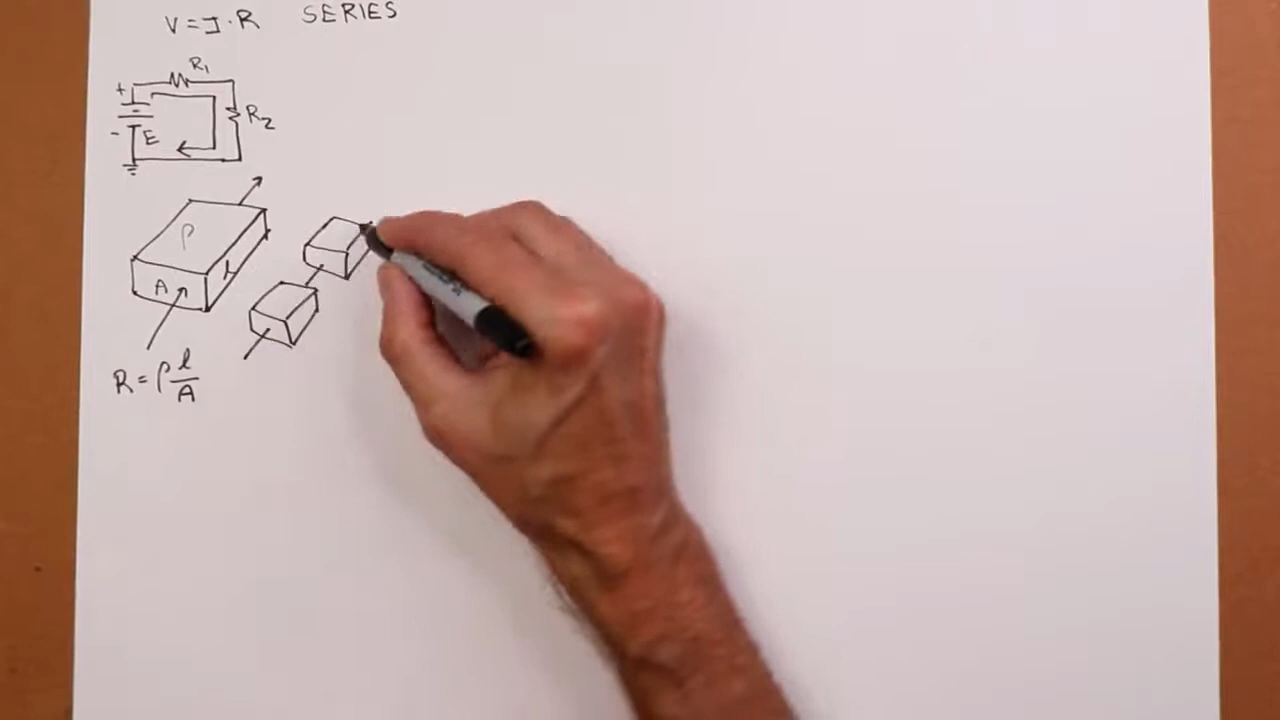 V=I·R SERIES
R1
+
R2
- E
ρ
A l
R=ρ l/A